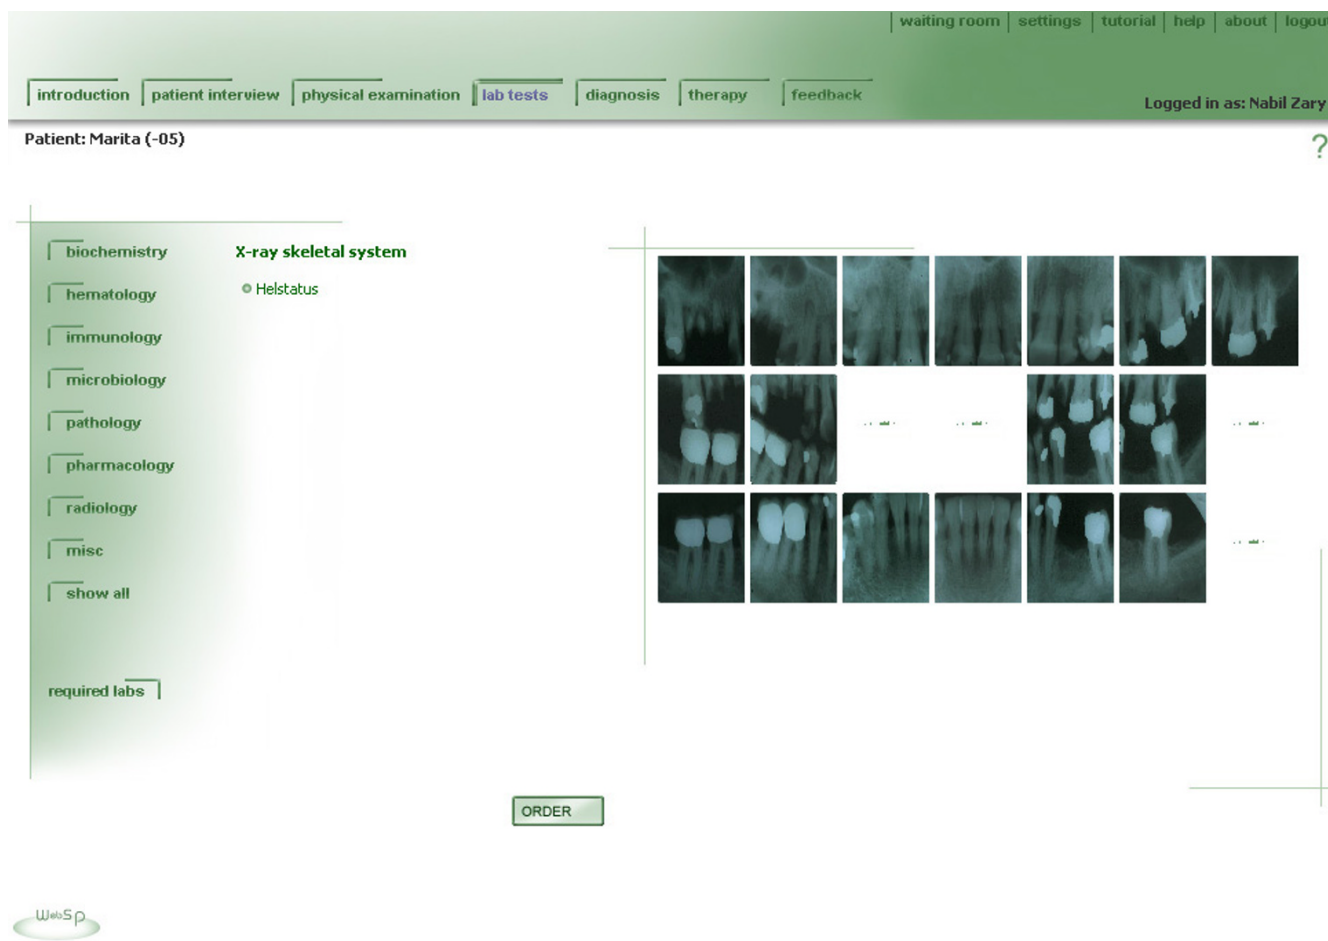 waiting room settings tutorial help about logout
introduction patient interview physical examination lab tests diagnosis therapy feedback
Logged in as: Nabil Zary
Patient: Marita (-05)
?
biochemistry
hematology
immunology
microbiology
pathology
pharmacology
radiology
misc
show all
required labs
X-ray skeletal system
Helstatus
ORDER
WebSp